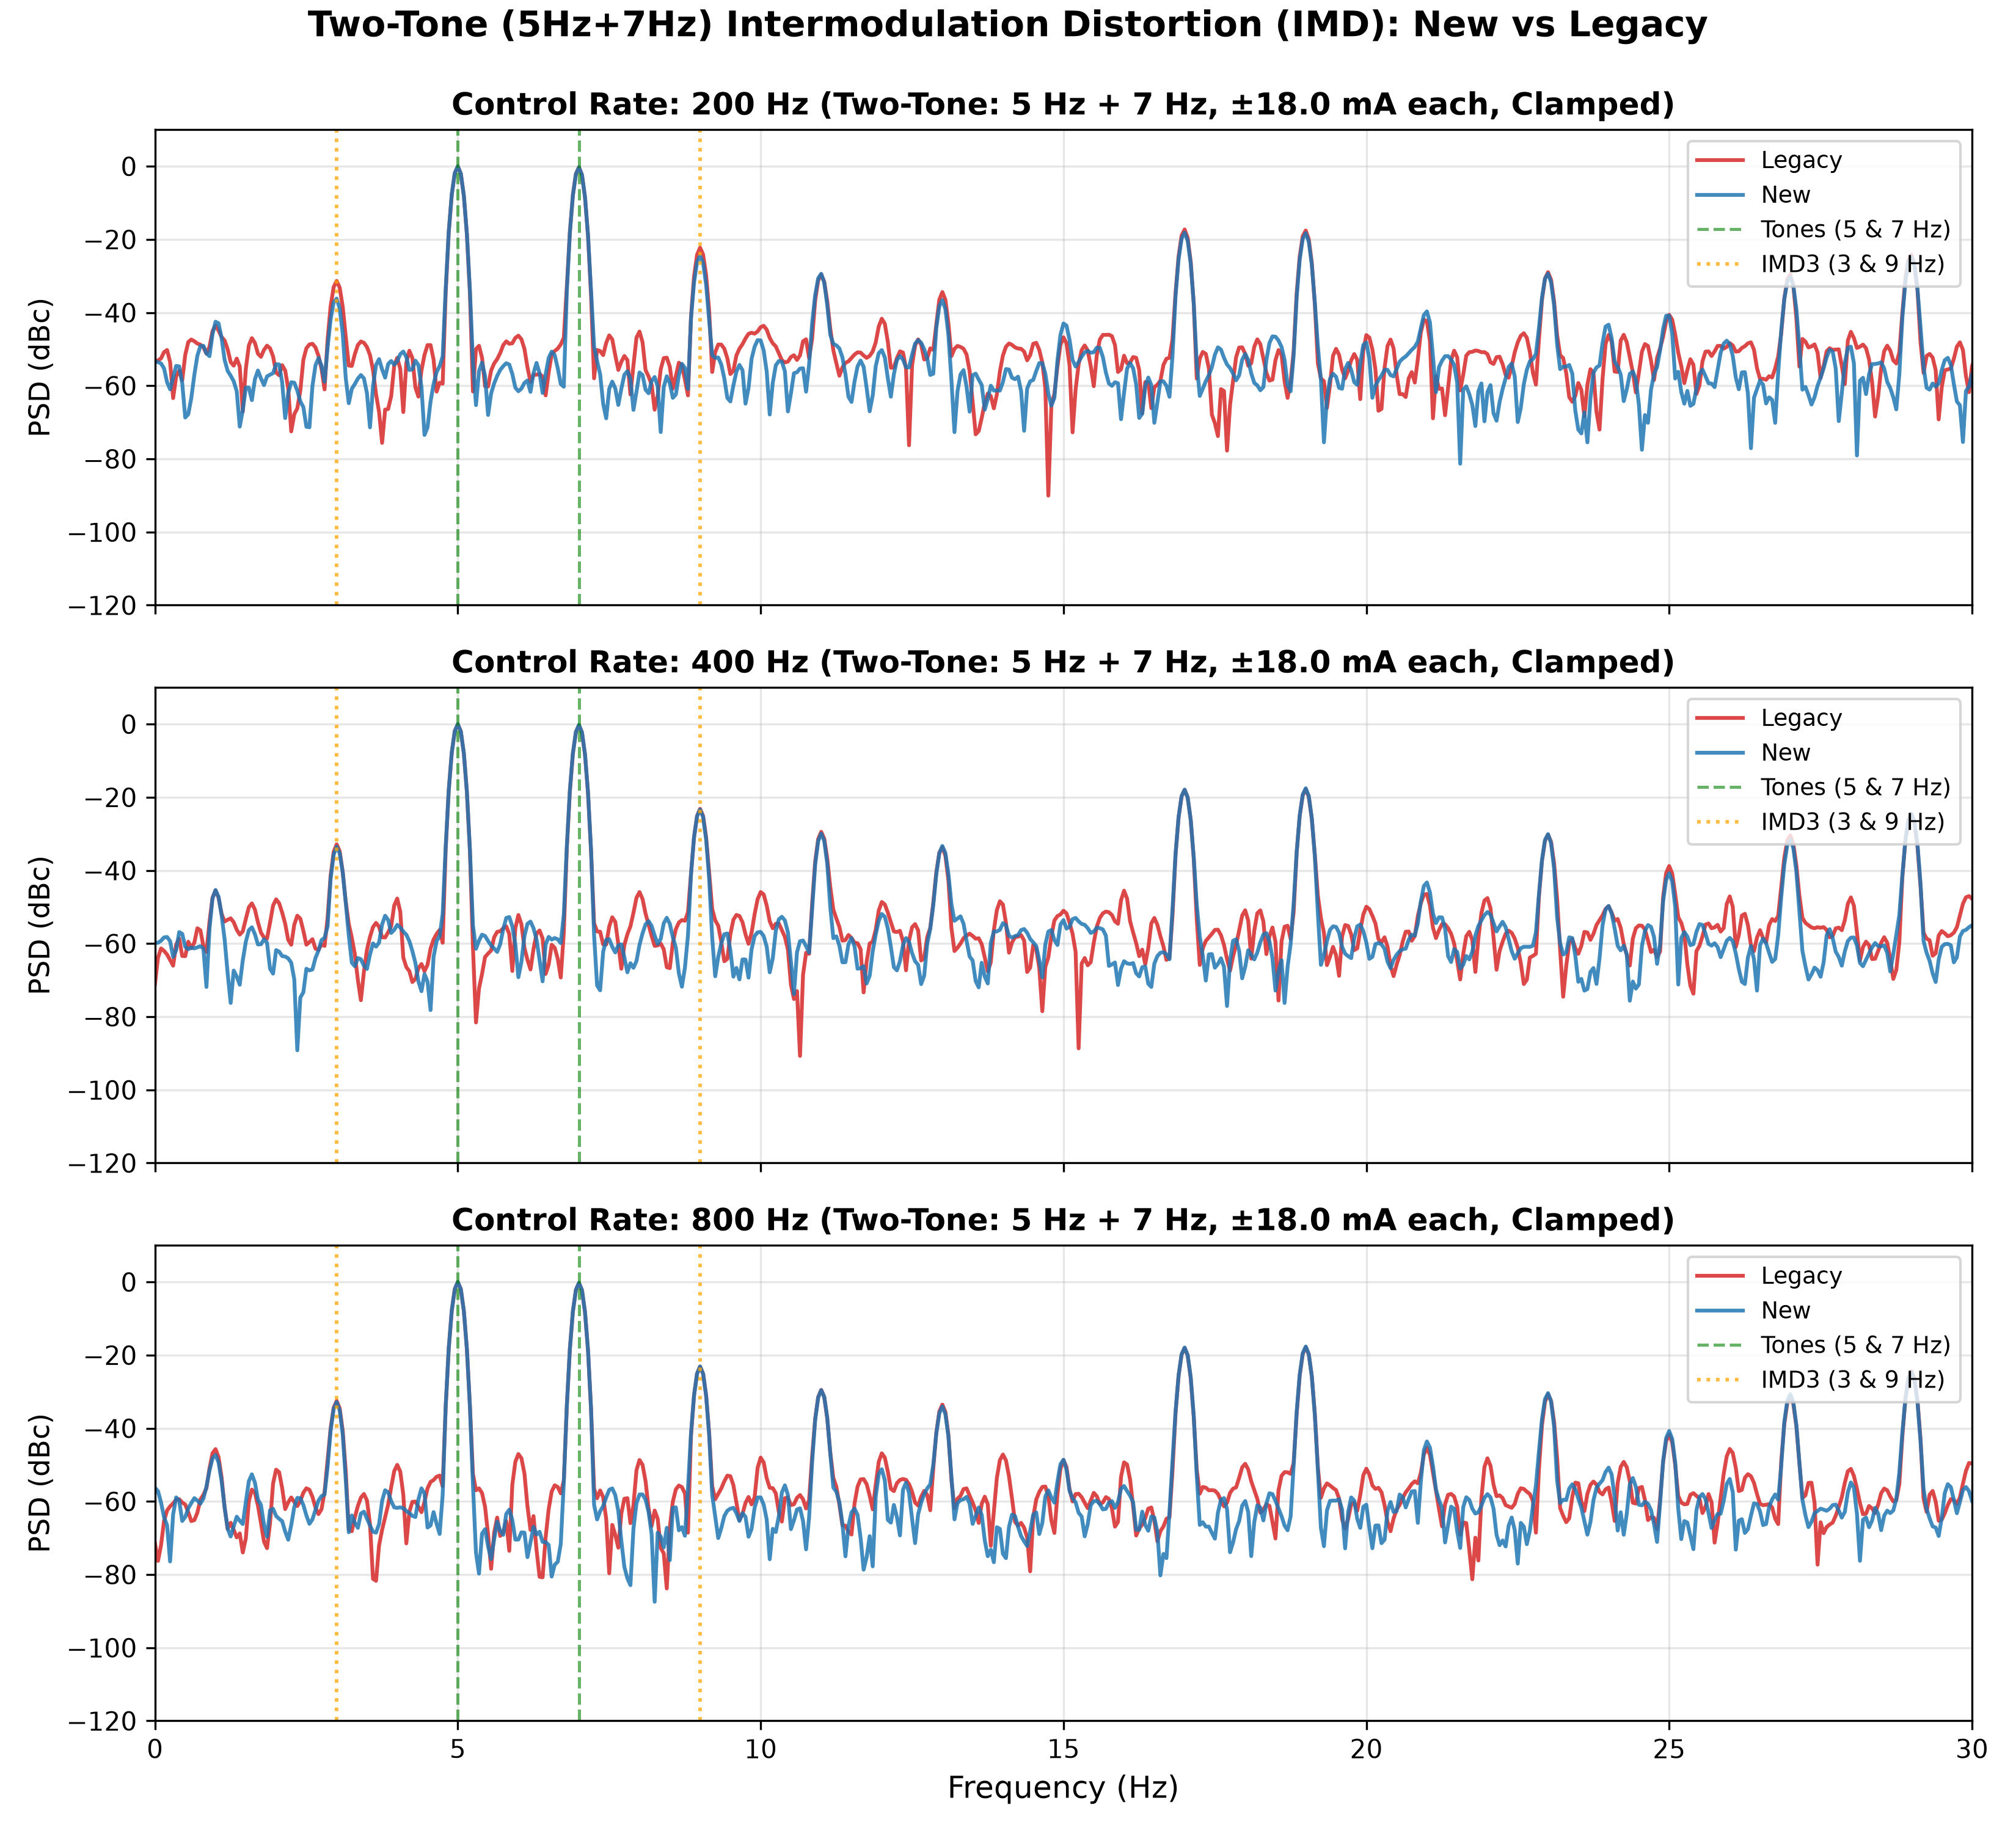 Two-Tone (5Hz+7Hz) Intermodulation Distortion (IMD): New vs Legacy
Control Rate: 200 Hz (Two-Tone: 5 Hz + 7 Hz, ±18.0 mA each, Clamped)
PSD (dBc)
0
−20
−40
−60
−80
−100
−120
Legacy
New
Tones (5 & 7 Hz)
IMD3 (3 & 9 Hz)
Control Rate: 400 Hz (Two-Tone: 5 Hz + 7 Hz, ±18.0 mA each, Clamped)
PSD (dBc)
0
−20
−40
−60
−80
−100
−120
Legacy
New
Tones (5 & 7 Hz)
IMD3 (3 & 9 Hz)
Control Rate: 800 Hz (Two-Tone: 5 Hz + 7 Hz, ±18.0 mA each, Clamped)
PSD (dBc)
0
−20
−40
−60
−80
−100
−120
Legacy
New
Tones (5 & 7 Hz)
IMD3 (3 & 9 Hz)
0 5 10 15 20 25 30
Frequency (Hz)